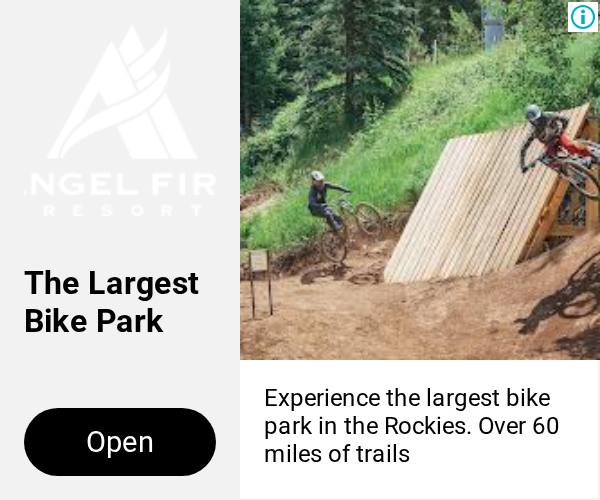 NGEL FIR
RESORT
The Largest
Bike Park
Open
Experience the largest bike
park in the Rockies. Over 60
miles of trails